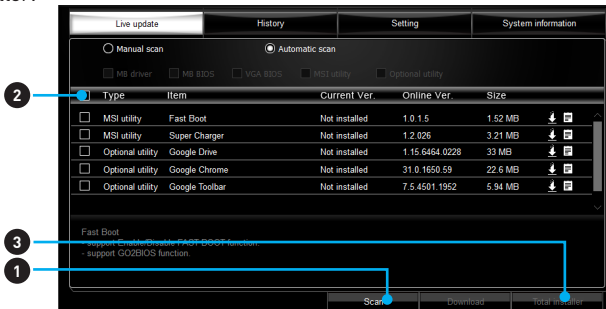 Live update History Setting System information
Manual scan Automatic scan
MB driver MB BIOS VGA BIOS MSI utility Optional utility
2
Type Item Current Ver. Online Ver. Size
MSI utility Fast Boot Not installed 1.0.1.5 1.52 MB
MSI utility Super Charger Not installed 1.2.026 3.21 MB
Optional utility Google Drive Not installed 1.15.6464.0228 33 MB
Optional utility Google Chrome Not installed 31.0.1650.59 22.6 MB
Optional utility Google Toolbar Not installed 7.5.4501.1952 5.94 MB
Fast Boot
3
- support Enable/Disable FAST BOOT function.
- support GO2BIOS function.
1
Scan Download Total Installer